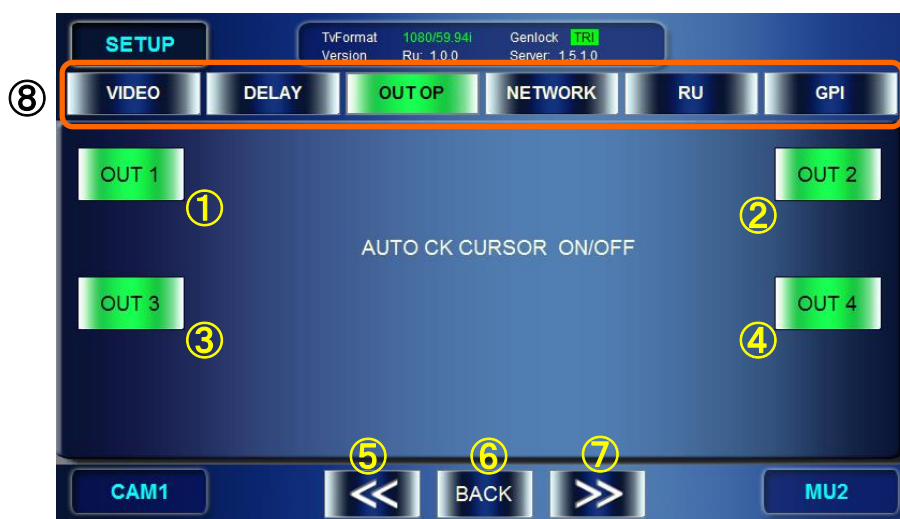 SETUP
TvFormat 1080/59.94i Genlock TRI
Version Ru: 1.0.0 Server: 1.5.1.0
⑧ VIDEO DELAY OUT OP NETWORK RU GPI
OUT 1 OUT 2
① ②
AUTO CK CURSOR ON/OFF
OUT 3 OUT 4
③ ④
⑤ ⑥ ⑦
CAM1 << BACK >> MU2